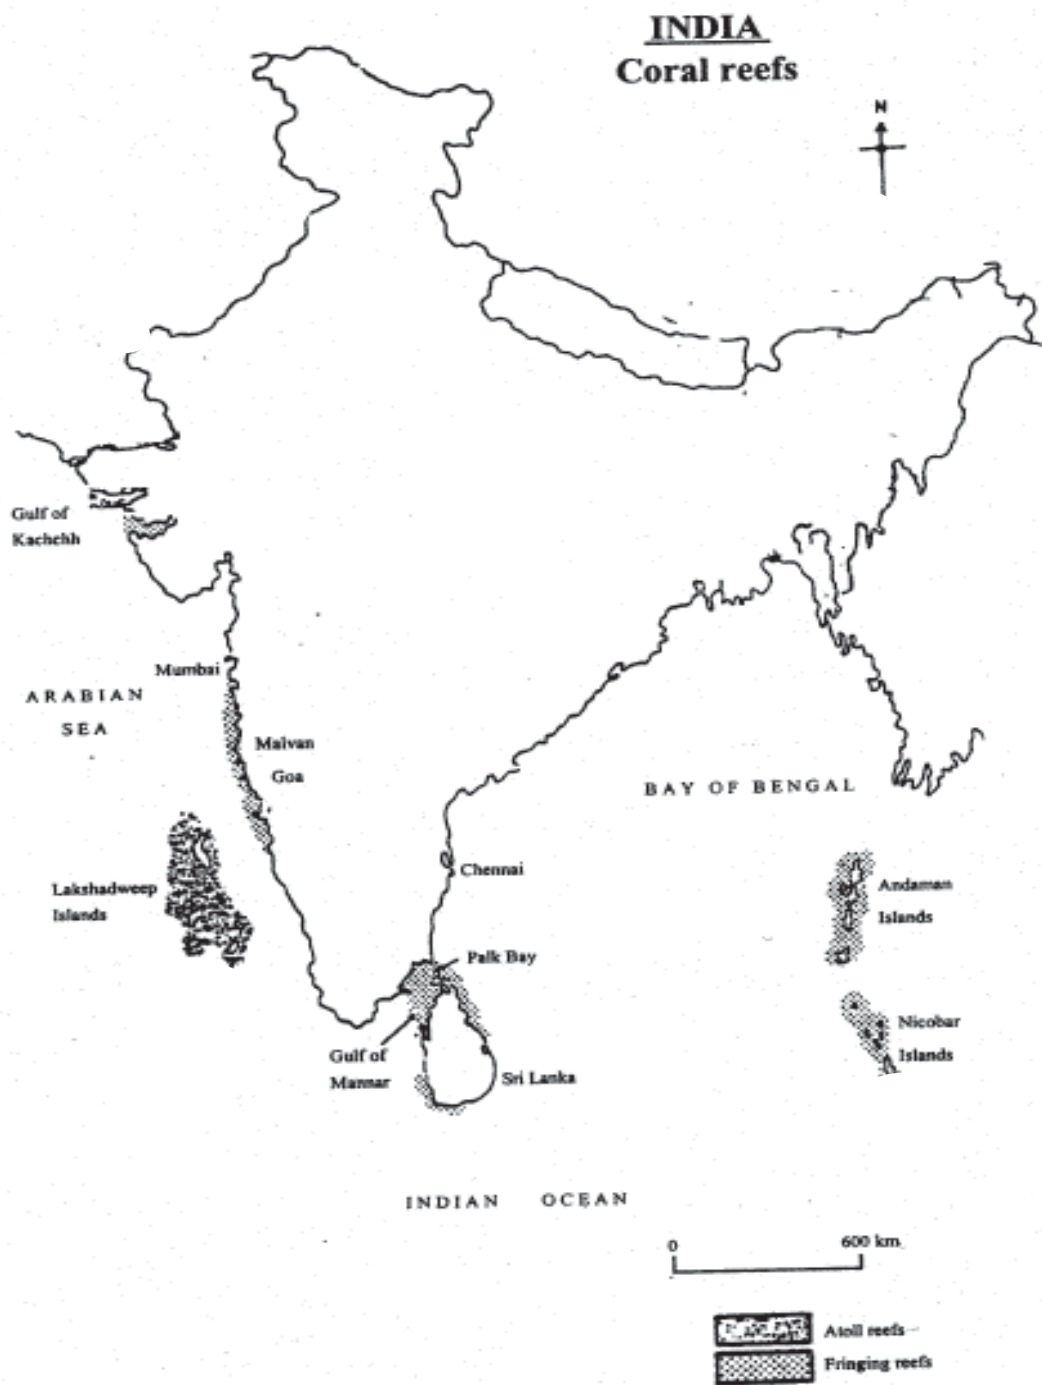 INDIA
Coral reefs
N
Gulf of
Kachchh
Mumbai
ARABIAN
SEA
Malvan
Goa
BAY OF BENGAL
Lakshadweep
Islands
Chennai
Andaman
Islands
Palk Bay
Nicobar
Islands
Gulf of
Mannar
Sri Lanka
INDIAN OCEAN
0 600 km
Atoll reefs
Fringing reefs